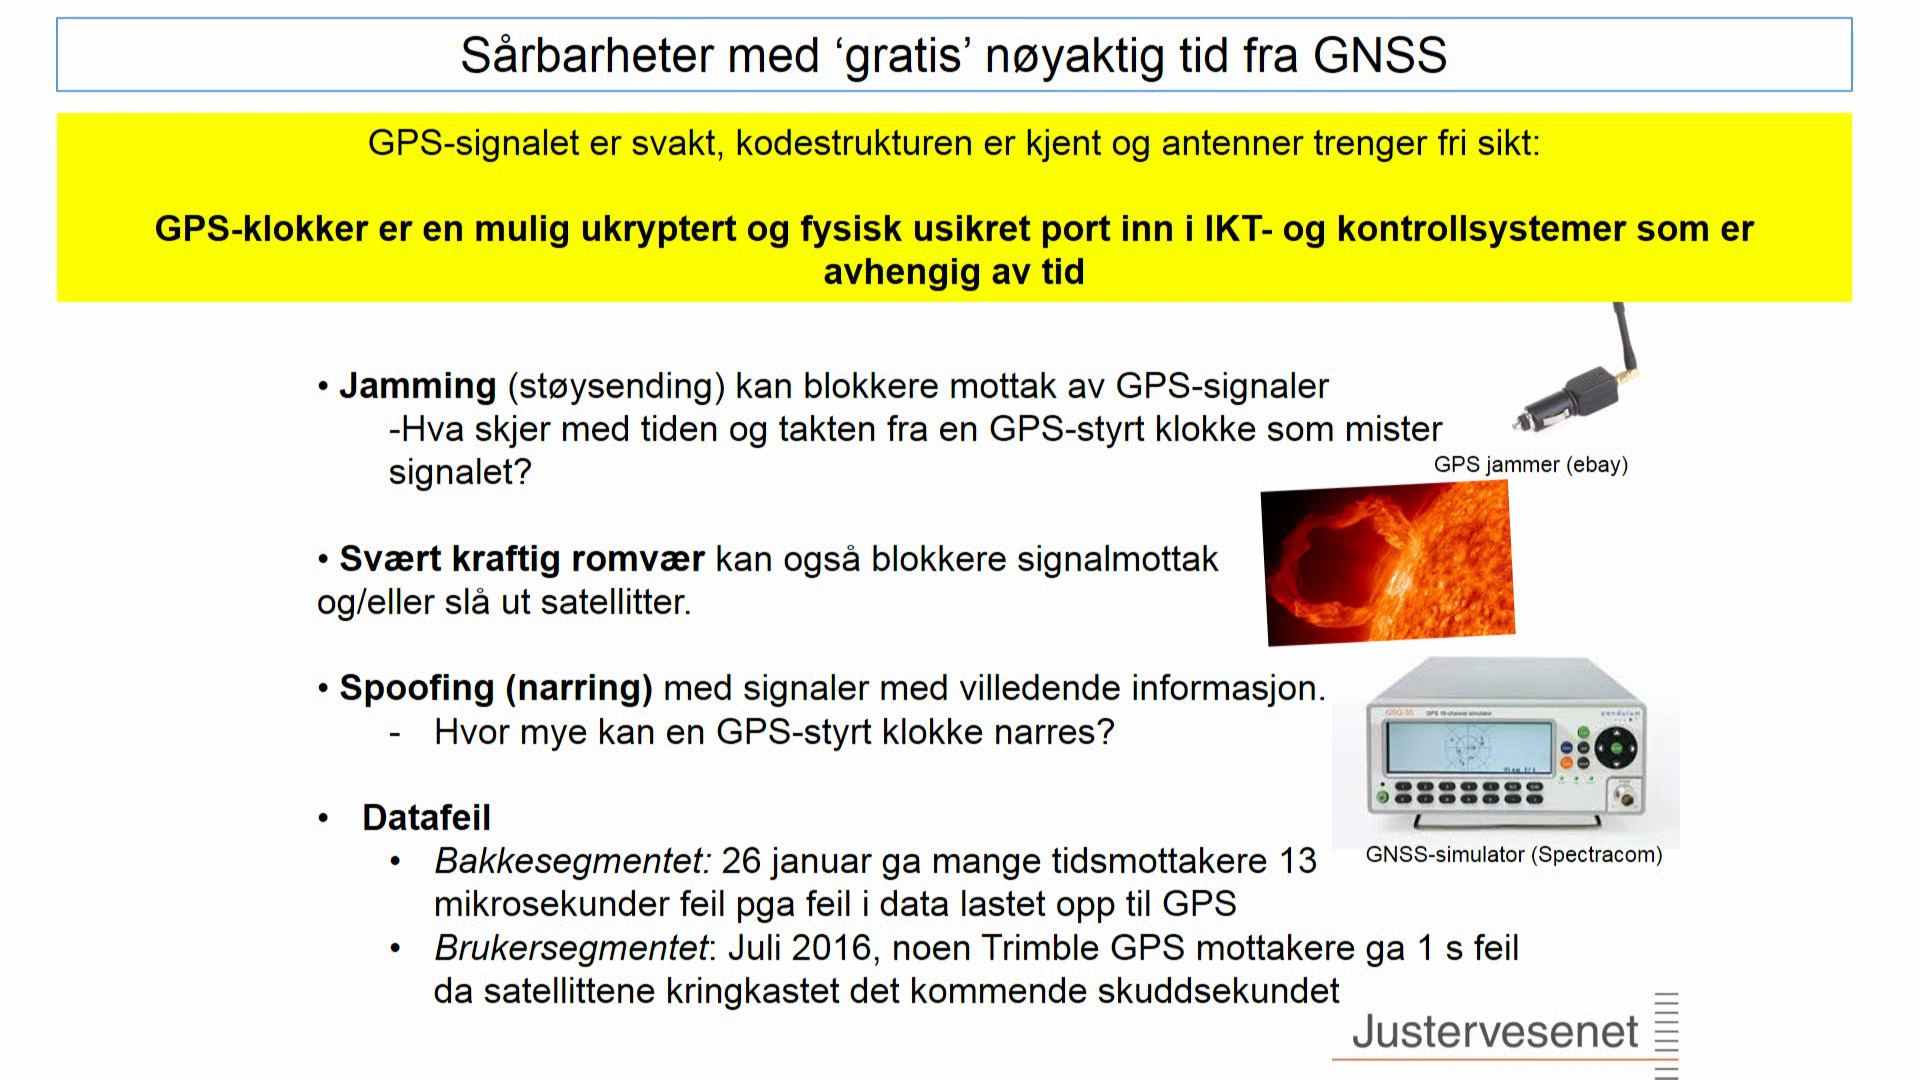 Sårbarheter med ‘gratis’ nøyaktig tid fra GNSS
GPS-signalet er svakt, kodestrukturen er kjent og antenner trenger fri sikt:
GPS-klokker er en mulig ukryptert og fysisk usikret port inn i IKT- og kontrollsystemer som er
avhengig av tid
• Jamming (støysending) kan blokkere mottak av GPS-signaler
-Hva skjer med tiden og takten fra en GPS-styrt klokke som mister
signalet?
GPS jammer (ebay)
• Svært kraftig romvær kan også blokkere signalmottak
og/eller slå ut satellitter.
• Spoofing (narring) med signaler med villedende informasjon.
- Hvor mye kan en GPS-styrt klokke narres?
GNSS-simulator (Spectracom)
• Datafeil
• Bakkesegmentet: 26 januar ga mange tidsmottakere 13
mikrosekunder feil pga feil i data lastet opp til GPS
• Brukersegmentet: Juli 2016, noen Trimble GPS mottakere ga 1 s feil
da satellittene kringkastet det kommende skuddsekundet
Justervesenet